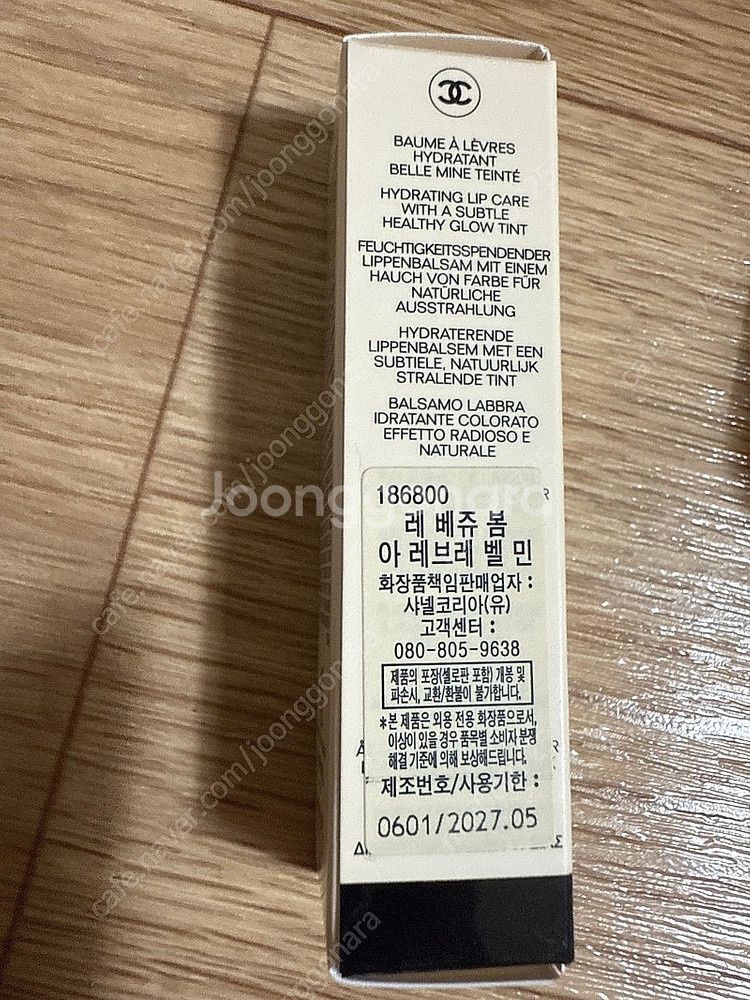 BAUME À LÈVRES
HYDRATANT
BELLE MINE TEINTÉ
HYDRATING LIP CARE
WITH A SUBTLE
HEALTHY GLOW TINT
FEUCHTIGKEITSSPENDENDER
LIPPENBALSAM MIT EINEM
HAUCH VON FARBE FÜR
NATÜRLICHE
AUSSTRAHLUNG
HYDRATERENDE
LIPPENBALSEM MET EEN
SUBTIELE, NATUURLIJK
STRALENDE TINT
BALSAMO LABBRA
IDRATANTE COLORATO
EFFETTO RADIOSO E
NATURALE
Joonggonara
186800
레 베쥬 봄
아 레브레 벨 민
화장품책임판매업자 :
샤넬코리아(유)
고객센터 :
080-805-9638
제품의 포장(셀로판 포함) 개봉 및
파손시, 교환/환불이 불가합니다.
*본 제품은 외용 전용 화장품으로서,
이상이 있을 경우 품목별 소비자 분쟁
해결 기준에 의해 보상해드립니다.
제조번호/사용기한 :
0601/2027.05
cafe.naver.com/joonggonara